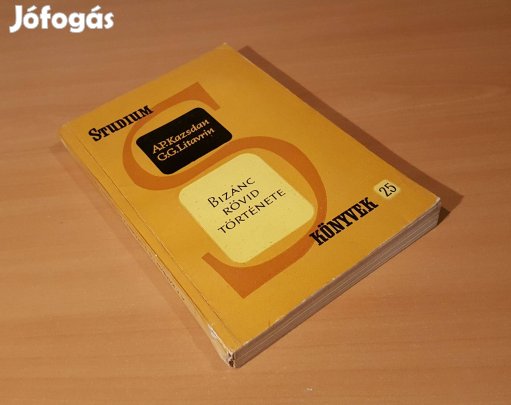 Jófogás
STUDIUM
A.P. Kazsdan
G.G. Litavrin
BIZÁNC
RÖVID
TÖRTÉNETE
KÖNYVEK 25